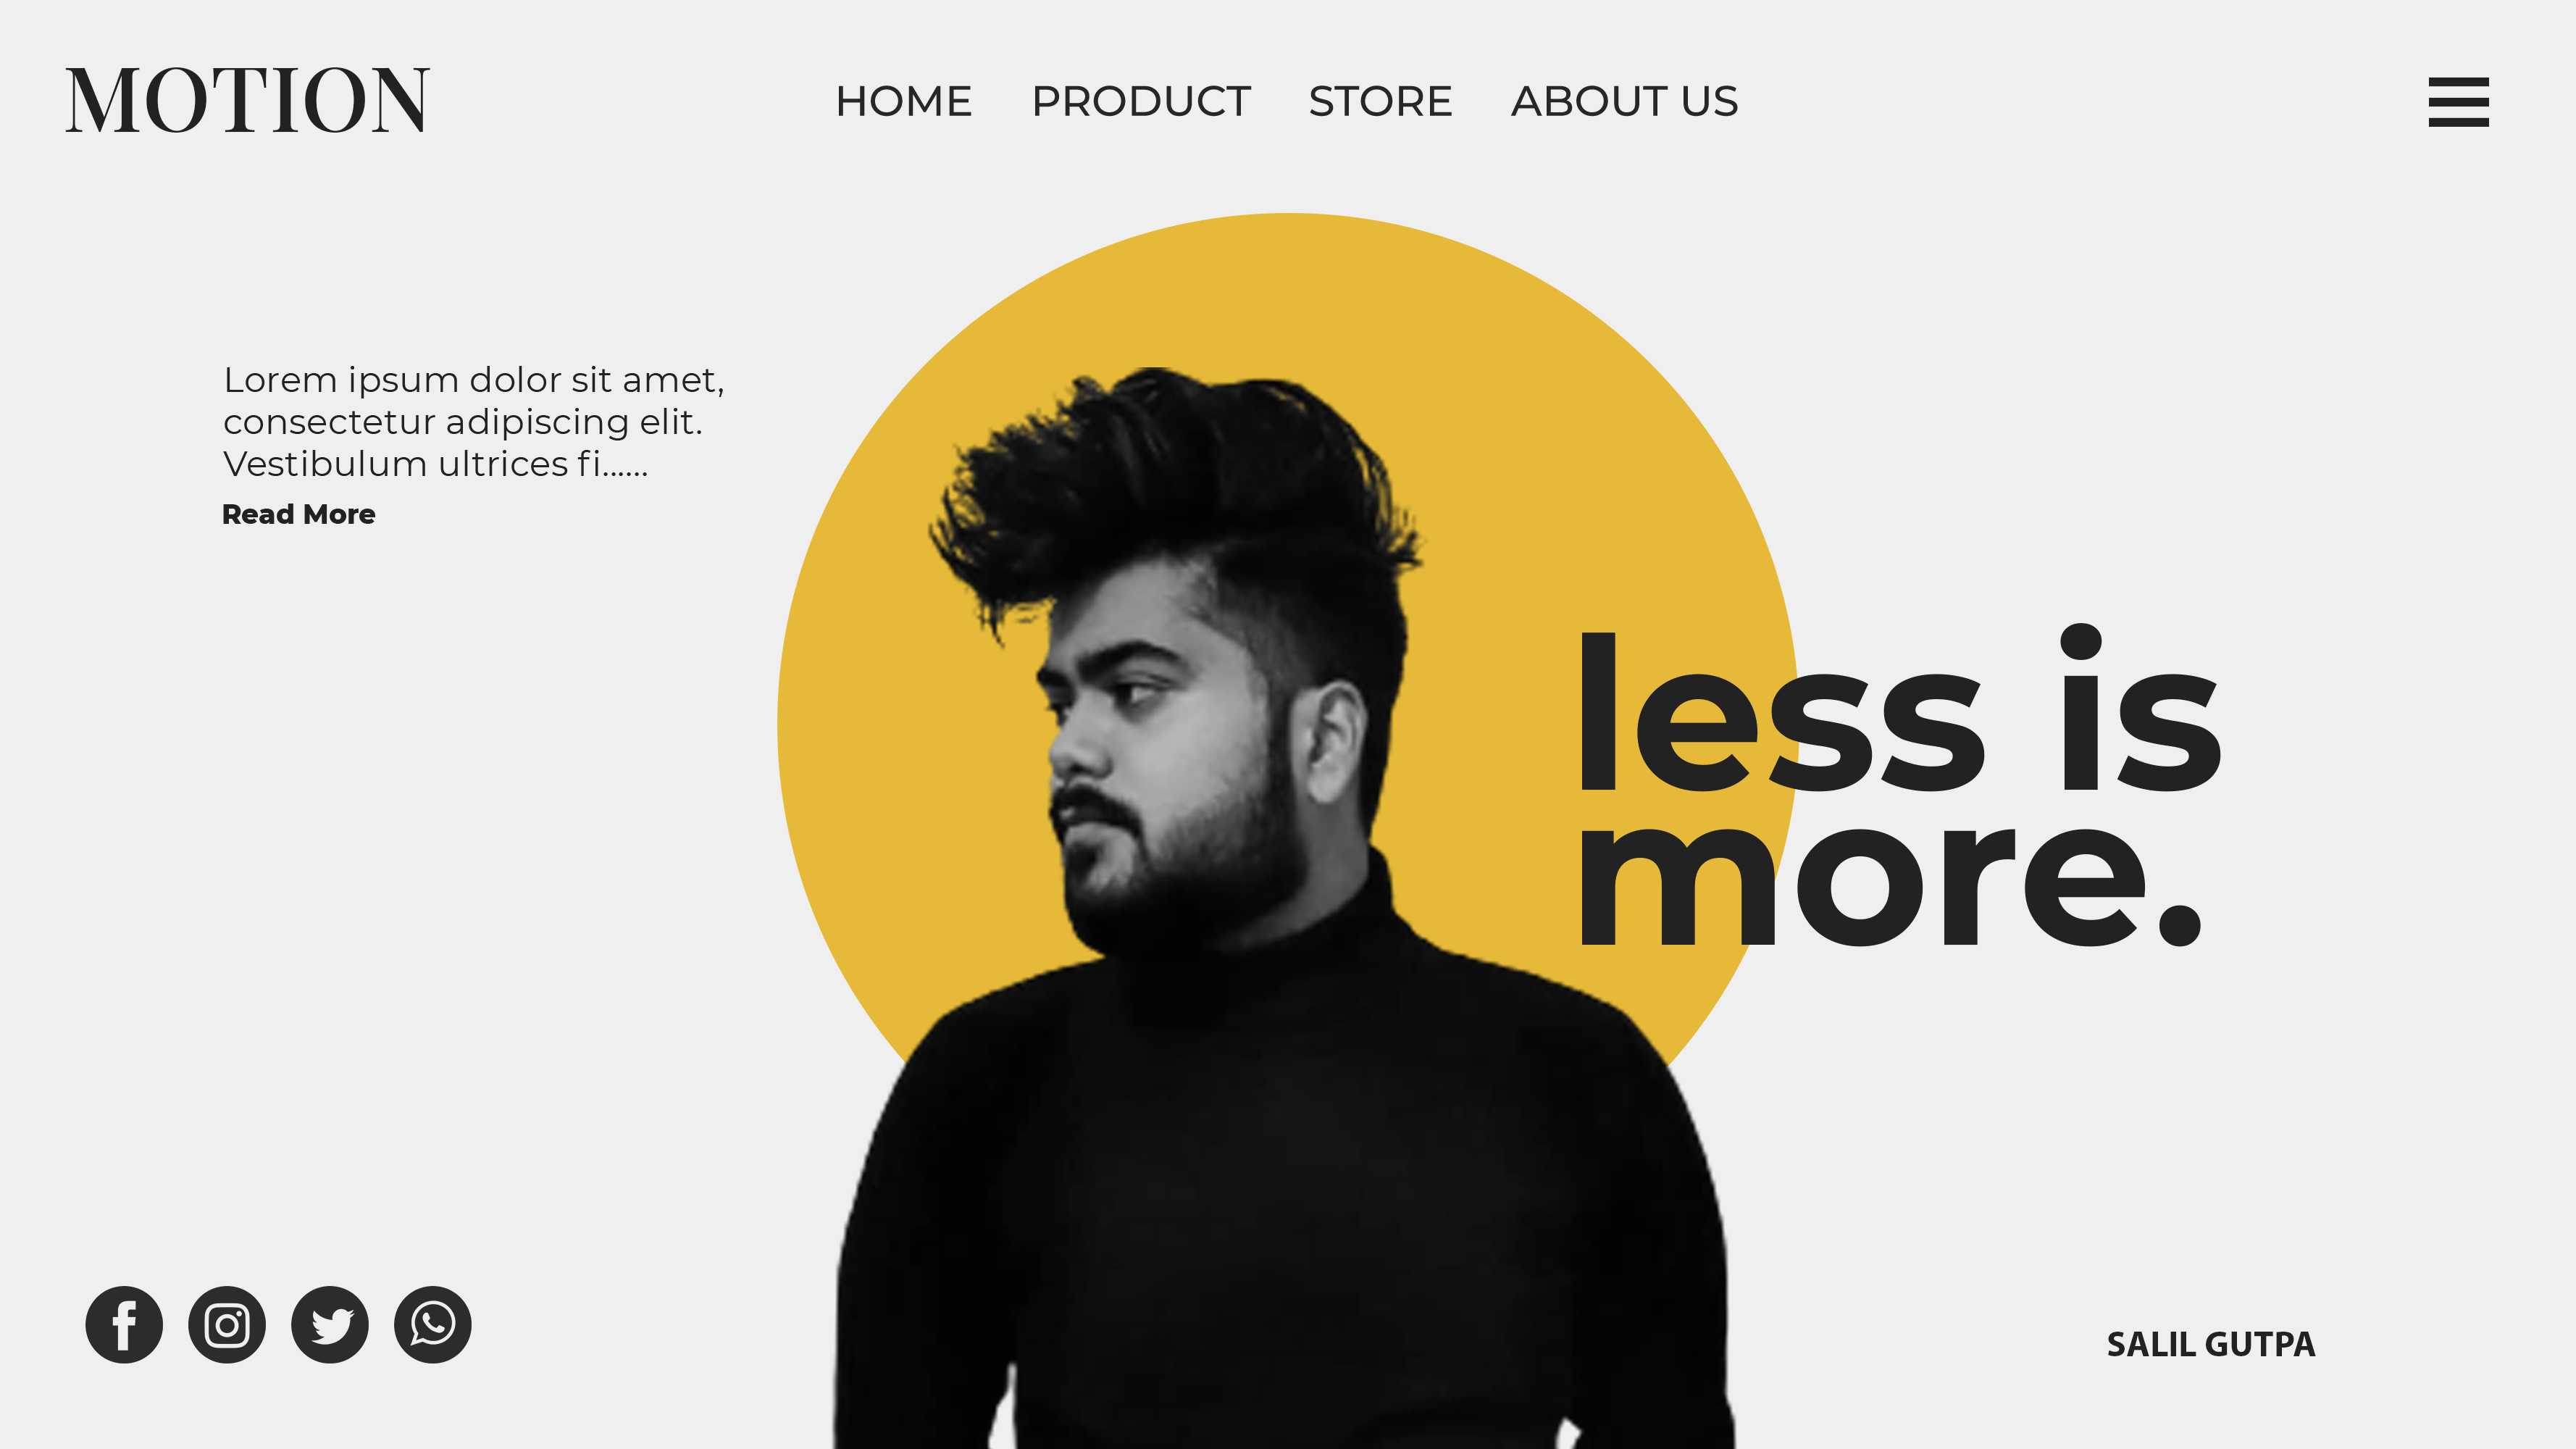 MOTION
HOME PRODUCT STORE ABOUT US
Lorem ipsum dolor sit amet,
consectetur adipiscing elit.
Vestibulum ultrices fi......
Read More
less is
more.
SALIL GUTPA